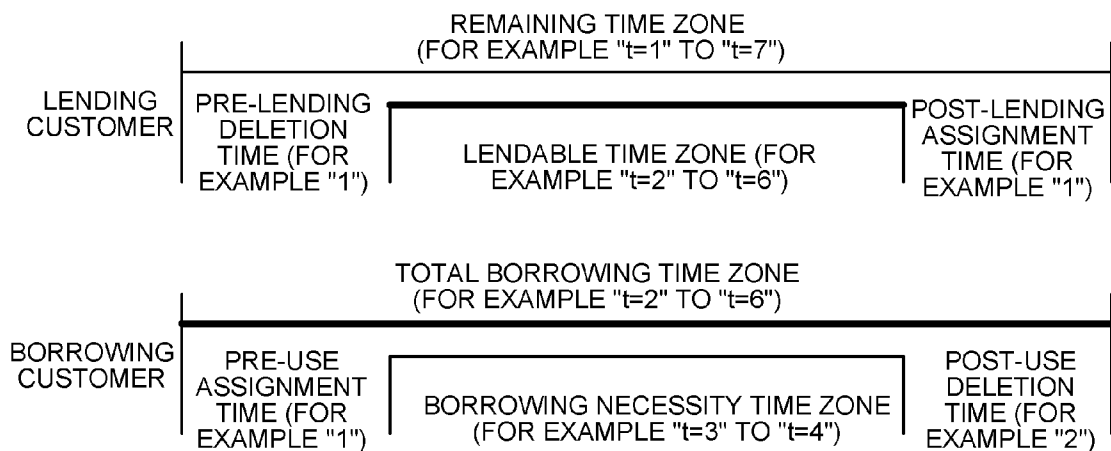 REMAINING TIME ZONE
(FOR EXAMPLE "t=1" TO "t=7")
LENDING
CUSTOMER
PRE-LENDING
DELETION
TIME (FOR
EXAMPLE "1")
LENDABLE TIME ZONE (FOR
EXAMPLE "t=2" TO "t=6")
POST-LENDING
ASSIGNMENT
TIME (FOR
EXAMPLE "1")
TOTAL BORROWING TIME ZONE
(FOR EXAMPLE "t=2" TO "t=6")
BORROWING
CUSTOMER
PRE-USE
ASSIGNMENT
TIME (FOR
EXAMPLE "1")
BORROWING NECESSITY TIME ZONE
(FOR EXAMPLE "t=3" TO "t=4")
POST-USE
DELETION
TIME (FOR
EXAMPLE "2")